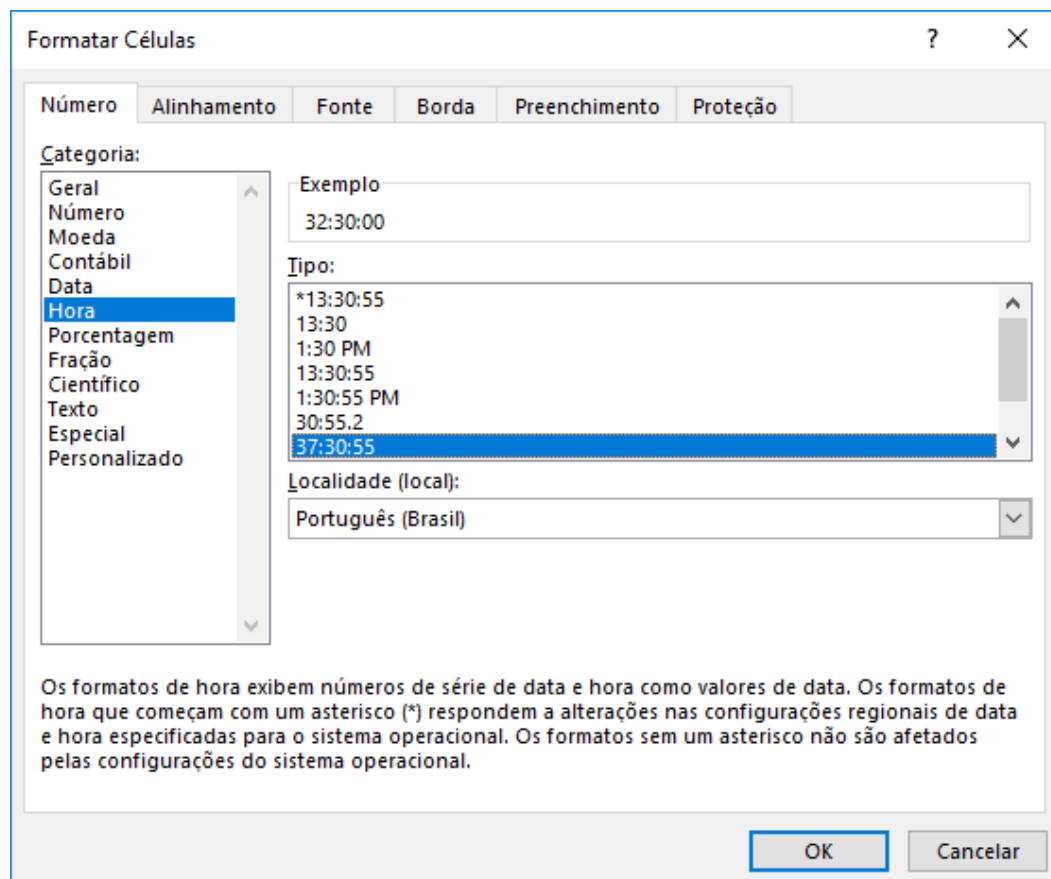 Formatar Células
?
Número Alinhamento Fonte Borda Preenchimento Proteção
Categoria:
Geral
Número
Moeda
Contábil
Data
Hora
Porcentagem
Fração
Científico
Texto
Especial
Personalizado
Exemplo
32:30:00
Tipo:
*13:30:55
13:30
1:30 PM
13:30:55
1:30:55 PM
30:55.2
37:30:55
Localidade (local):
Português (Brasil)
Os formatos de hora exibem números de série de data e hora como valores de data. Os formatos de
hora que começam com um asterisco (*) respondem a alterações nas configurações regionais de data
e hora especificadas para o sistema operacional. Os formatos sem um asterisco não são afetados
pelas configurações do sistema operacional.
OK Cancelar